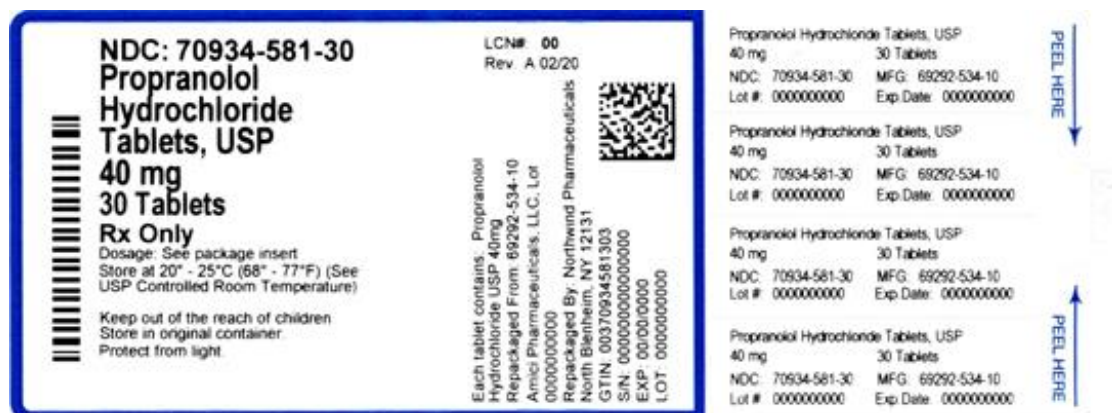 NDC: 70934-581-30
Propranolol
Hydrochloride
Tablets, USP
40 mg
30 Tablets
Rx Only
Dosage: See package insert
Store at 20° - 25°C (68° - 77°F) (See
USP Controlled Room Temperature)
Keep out of the reach of children
Store in original container
Protect from light
LCN#: 00
Rev. A 02/20
Each tablet contains: Propranolol
Hydrochloride USP 40mg
Repackaged From: 69292-534-10
Amici Pharmaceuticals, LLC, Lot
0000000000
Repackaged By: Northwind Pharmaceuticals
North Blenheim, NY 12131
GTIN: 00370934581303
S/N: 00000000000000
EXP: 00/00/0000
LOT: 0000000000
Propranolol Hydrochloride Tablets, USP
40 mg 30 Tablets
NDC: 70934-581-30 MFG: 69292-534-10
Lot #: 0000000000 Exp.Date: 0000000000
Propranolol Hydrochloride Tablets, USP
40 mg 30 Tablets
NDC: 70934-581-30 MFG: 69292-534-10
Lot #: 0000000000 Exp.Date: 0000000000
Propranolol Hydrochloride Tablets, USP
40 mg 30 Tablets
NDC: 70934-581-30 MFG: 69292-534-10
Lot #: 0000000000 Exp.Date: 0000000000
Propranolol Hydrochloride Tablets, USP
40 mg 30 Tablets
NDC: 70934-581-30 MFG: 69292-534-10
Lot #: 0000000000 Exp.Date: 0000000000
PEEL HERE
PEEL HERE